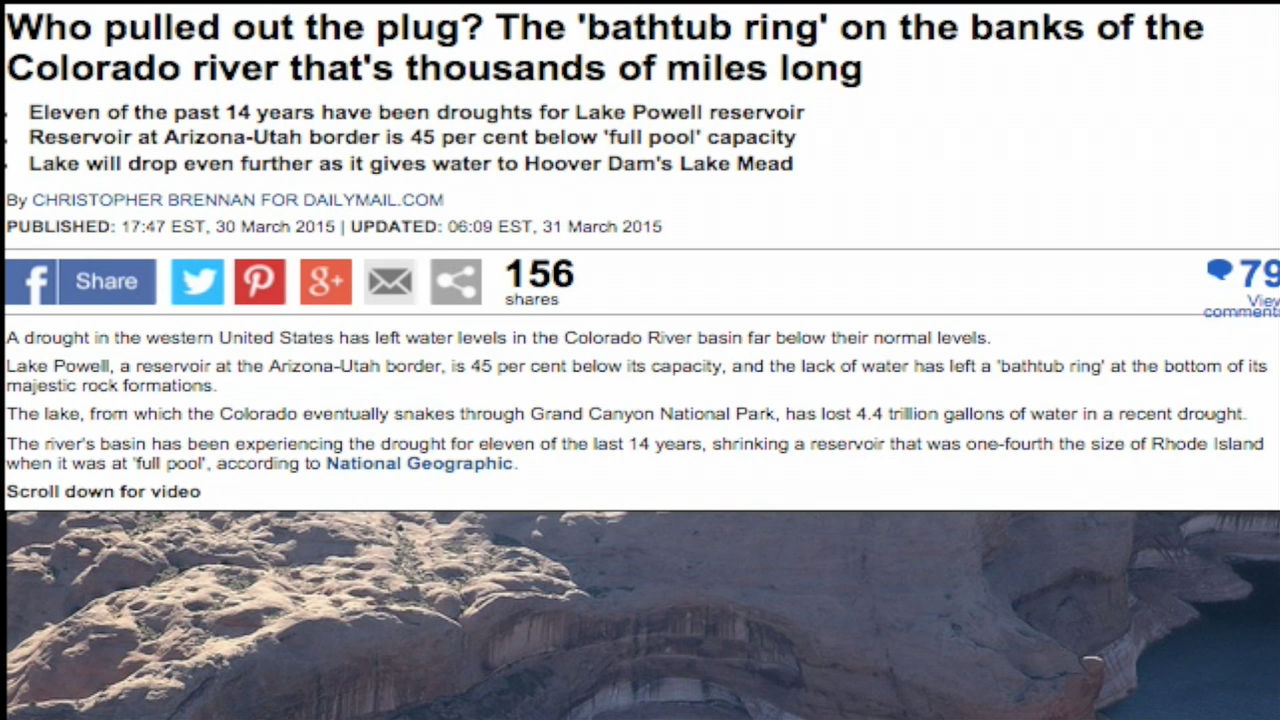 Who pulled out the plug? The 'bathtub ring' on the banks of the
Colorado river that's thousands of miles long
Eleven of the past 14 years have been droughts for Lake Powell reservoir
Reservoir at Arizona-Utah border is 45 per cent below 'full pool' capacity
Lake will drop even further as it gives water to Hoover Dam's Lake Mead
By CHRISTOPHER BRENNAN FOR DAILYMAIL.COM
PUBLISHED: 17:47 EST, 30 March 2015 | UPDATED: 06:09 EST, 31 March 2015
f Share
g+
156
shares
79
View
comments
A drought in the western United States has left water levels in the Colorado River basin far below their normal levels.
Lake Powell, a reservoir at the Arizona-Utah border, is 45 per cent below its capacity, and the lack of water has left a 'bathtub ring' at the bottom of its
majestic rock formations.
The lake, from which the Colorado eventually snakes through Grand Canyon National Park, has lost 4.4 trillion gallons of water in a recent drought.
The river's basin has been experiencing the drought for eleven of the last 14 years, shrinking a reservoir that was one-fourth the size of Rhode Island
when it was at 'full pool', according to National Geographic.
Scroll down for video